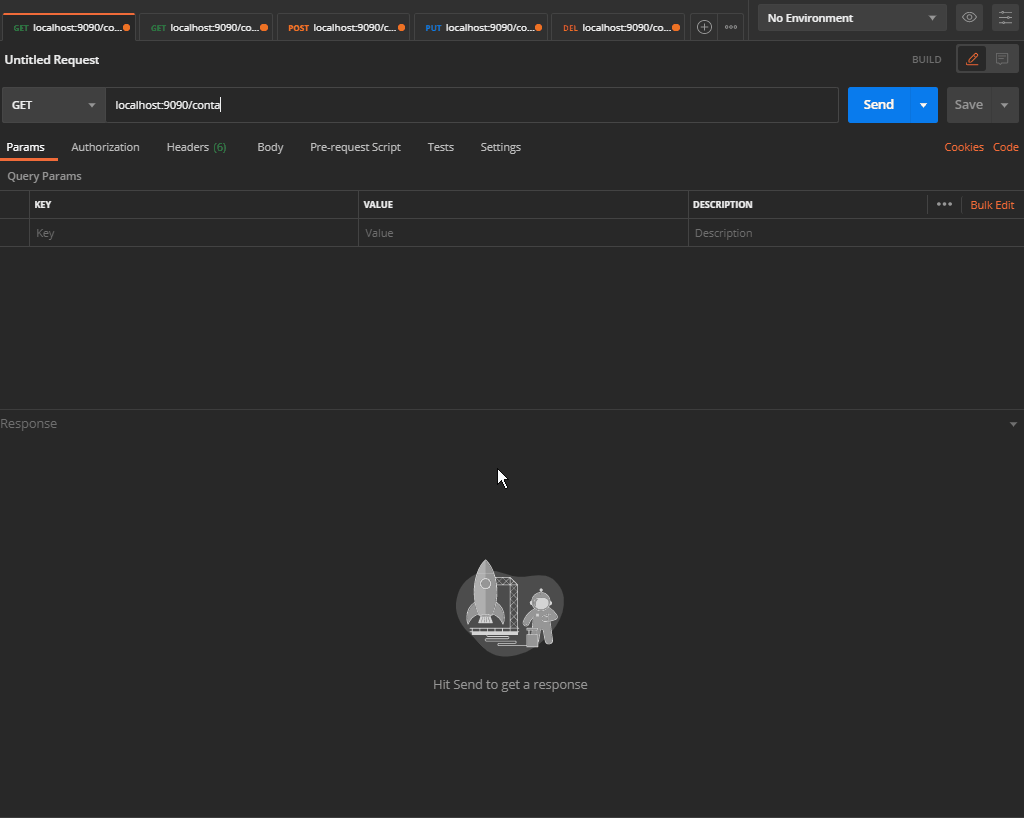 GET localhost:9090/co... GET localhost:9090/co... POST localhost:9090/c... PUT localhost:9090/co... DEL localhost:9090/co... No Environment
Untitled Request BUILD
GET localhost:9090/conta Send Save
Params Authorization Headers (6) Body Pre-request Script Tests Settings Cookies Code
Query Params
KEY VALUE DESCRIPTION Bulk Edit
Key Value Description
Response
Hit Send to get a response